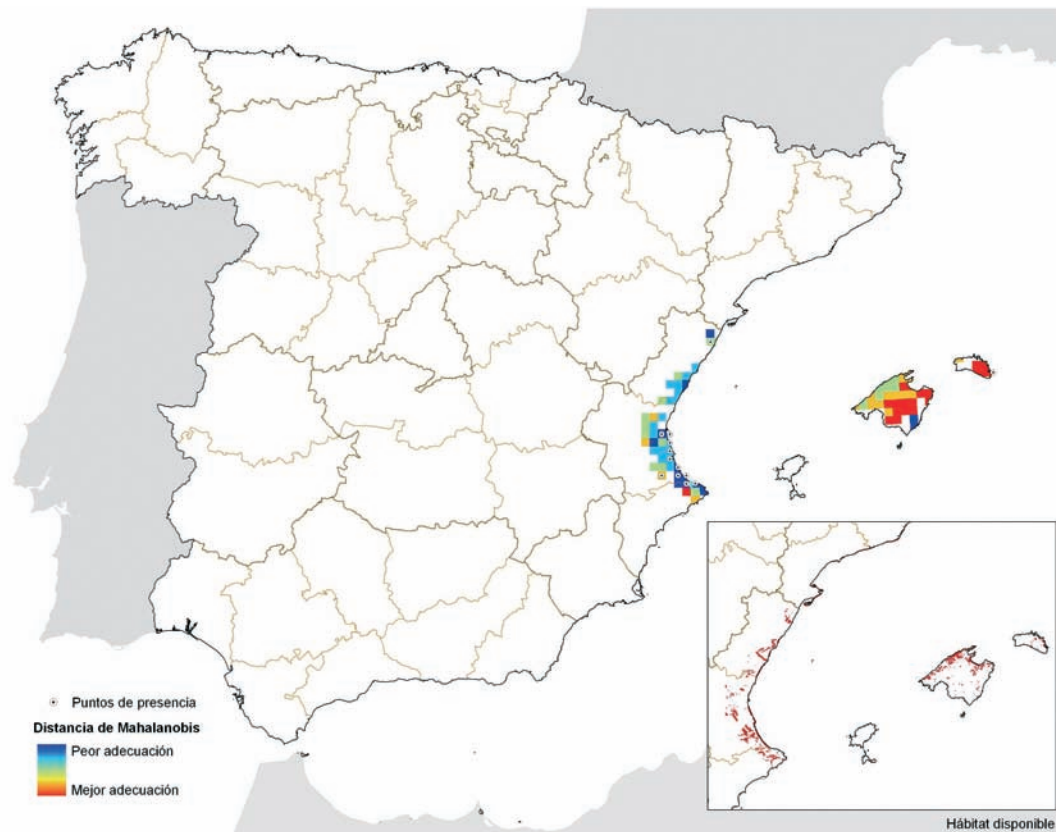 Puntos de presencia
Distancia de Mahalanobis
Peor adecuación
Mejor adecuación
Hábitat disponible